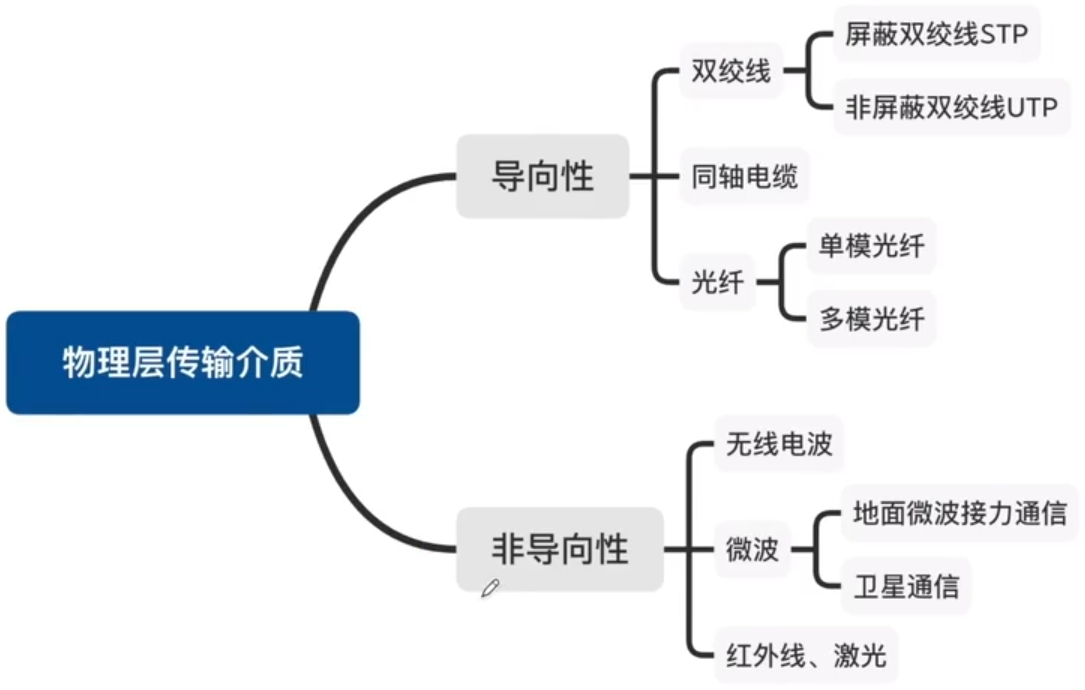 物理层传输介质
导向性
双绞线
屏蔽双绞线STP
非屏蔽双绞线UTP
同轴电缆
光纤
单模光纤
多模光纤
非导向性
无线电波
微波
地面微波接力通信
卫星通信
红外线、激光